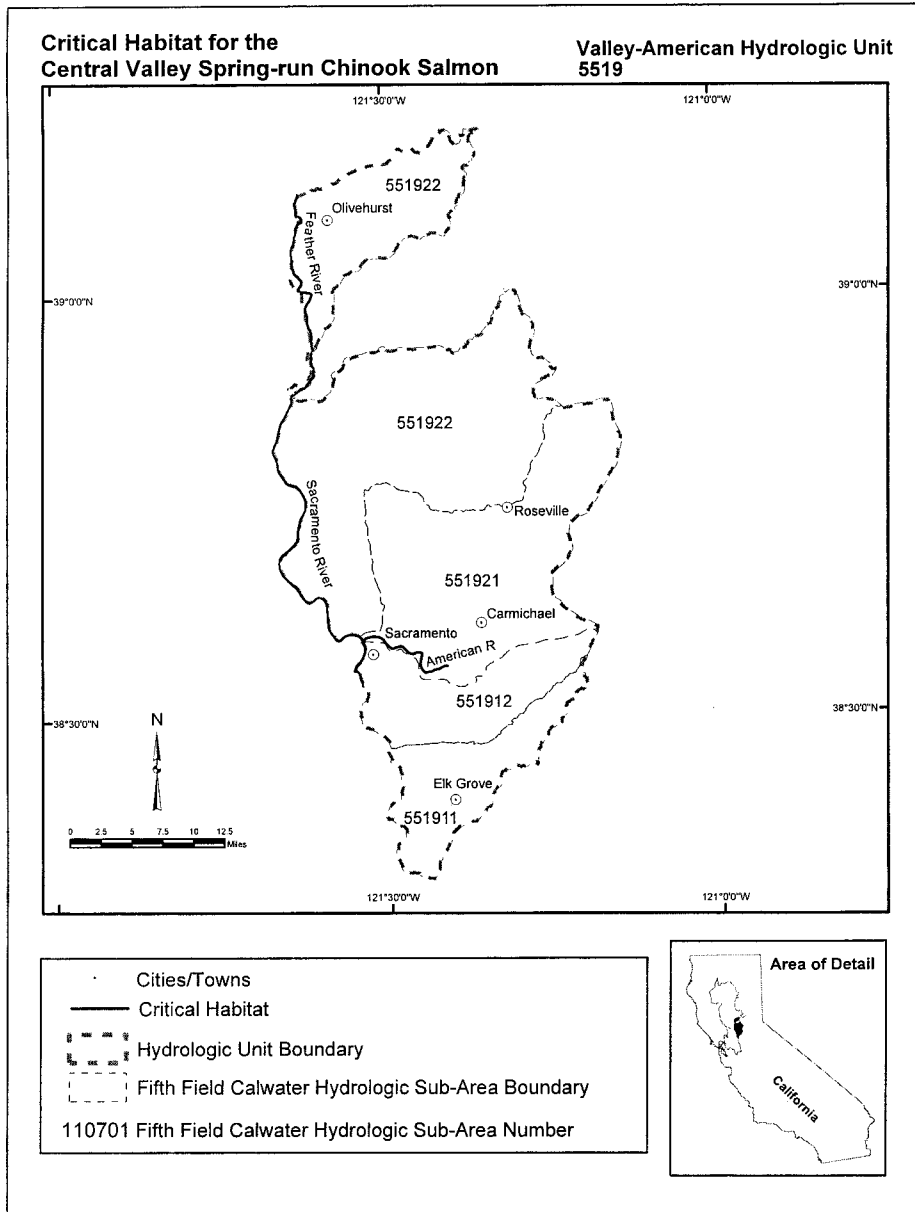 Critical Habitat for the
Central Valley Spring-run Chinook Salmon
Valley-American Hydrologic Unit
5519
121°30'0"W
121°0'0"W
551922
Olivehurst
Feather River
39°0'0"N
39°0'0"N
551922
Sacramento River
Roseville
551921
Carmichael
Sacramento
American R
551912
38°30'0"N
38°30'0"N
N
Elk Grove
551911
0 2.5 5 7.5 10 12.5
Miles
121°30'0"W
121°0'0"W
Cities/Towns
Critical Habitat
Hydrologic Unit Boundary
Fifth Field Calwater Hydrologic Sub-Area Boundary
110701 Fifth Field Calwater Hydrologic Sub-Area Number
Area of Detail
California